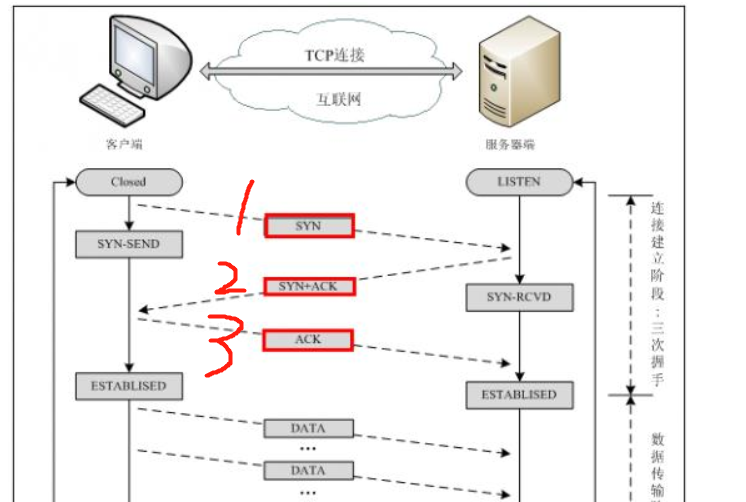 TCP连接
互联网
客户端
服务器端
Closed
LISTEN
1
SYN
SYN-SEND
2
SYN+ACK
SYN-RCVD
3
ACK
ESTABLISED
ESTABLISED
连接建立阶段：三次握手
DATA
...
DATA
...
数据传输